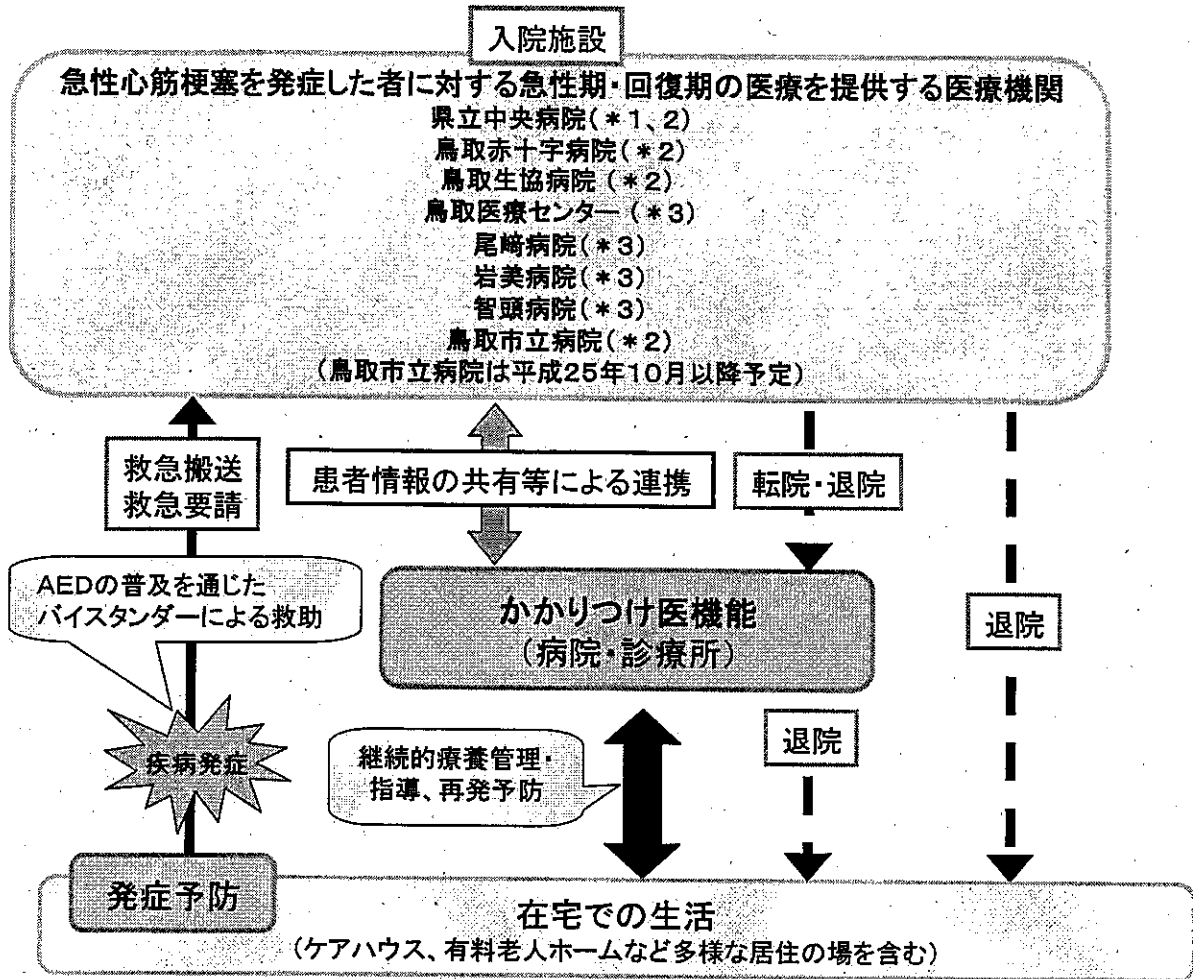 入院施設
急性心筋梗塞を発症した者に対する急性期・回復期の医療を提供する医療機関
県立中央病院(*1、2)
鳥取赤十字病院(*2)
鳥取生協病院(*2)
鳥取医療センター(*3)
尾﨑病院(*3)
岩美病院(*3)
智頭病院(*3)
鳥取市立病院(*2)
(鳥取市立病院は平成25年10月以降予定)
救急搬送
救急要請
患者情報の共有等による連携
転院・退院
AEDの普及を通じた
バイスタンダーによる救助
かかりつけ医機能
(病院・診療所)
退院
疾病発症
継続的療養管理・
指導、再発予防
退院
発症予防
在宅での生活
(ケアハウス、有料老人ホームなど多様な居住の場を含む)